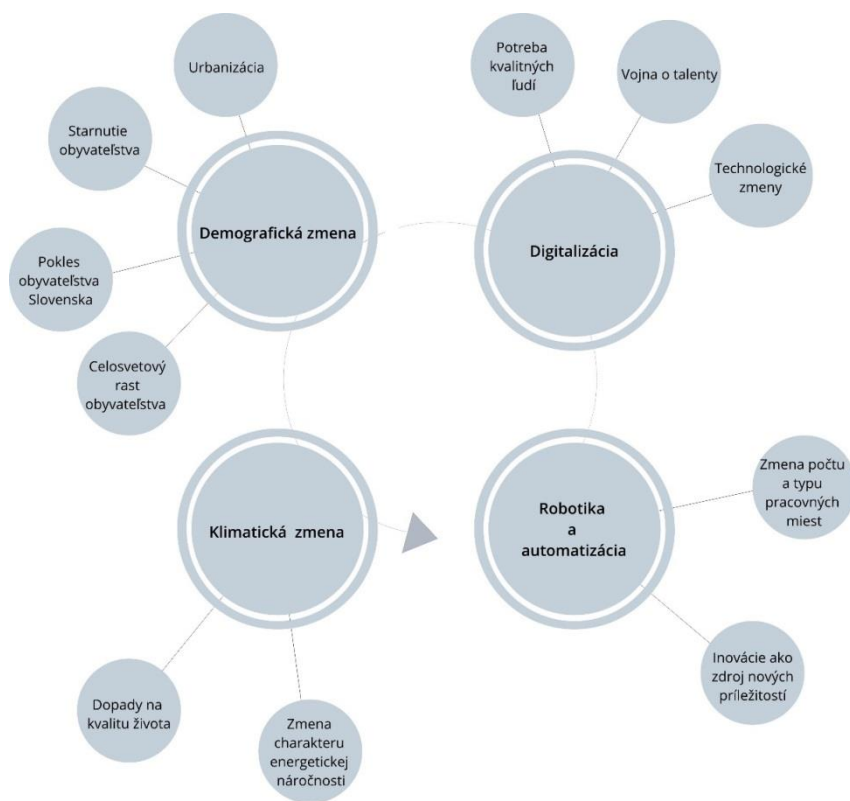 Urbanizácia
Starnutie
obyvateľstva
Demografická zmena
Pokles
obyvateľstva
Slovenska
Celosvetový
rast
obyvateľstva
Potreba
kvalitných
ľudí
Vojna o talenty
Technologické
zmeny
Digitalizácia
Klimatická  zmena
Dopady na
kvalitu života
Zmena
charakteru
energetickej
náročnosti
Robotika
a
automatizácia
Zmena počtu
a typu
pracovných
miest
Inovácie ako
zdroj nových
príležitostí